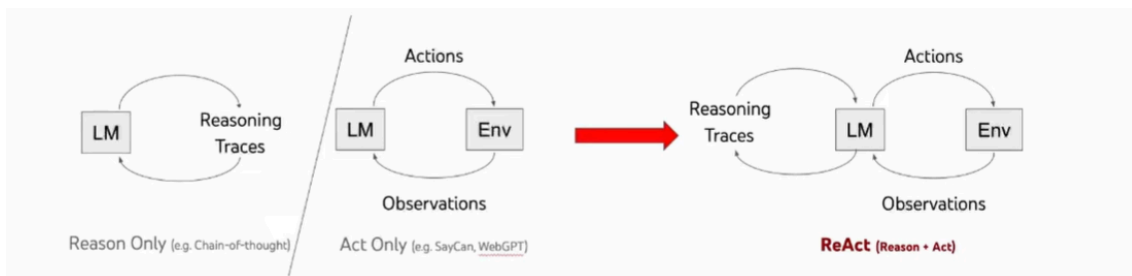 LM
Reasoning
Traces
Reason Only (e.g. Chain-of-thought)
Actions
LM
Env
Observations
Act Only (e.g. SayCan, WebGPT)
Reasoning
Traces
Actions
LM
Env
Observations
ReAct (Reason + Act)